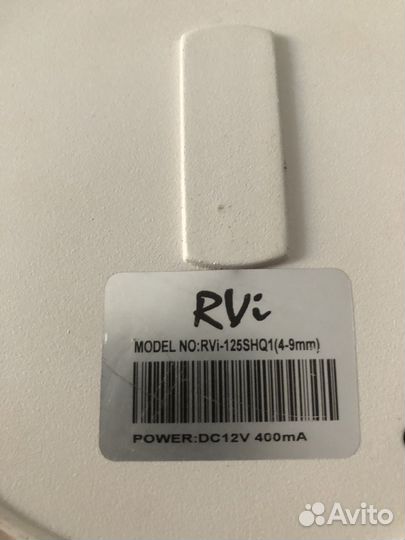 RVi
MODEL NO:RVi-125SHQ1(4-9mm)
POWER:DC12V 400mA
Avito